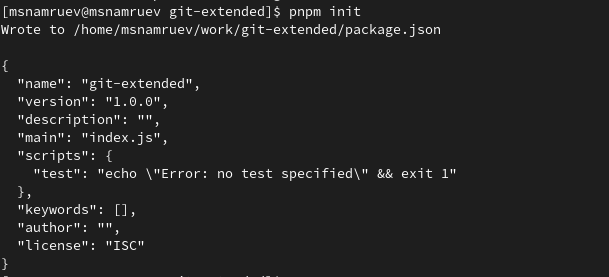 [msnamruev@msnamruev git-extended]$ pnpm init
Wrote to /home/msnamruev/work/git-extended/package.json

{
  "name": "git-extended",
  "version": "1.0.0",
  "description": "",
  "main": "index.js",
  "scripts": {
    "test": "echo \"Error: no test specified\" && exit 1"
  },
  "keywords": [],
  "author": "",
  "license": "ISC"
}